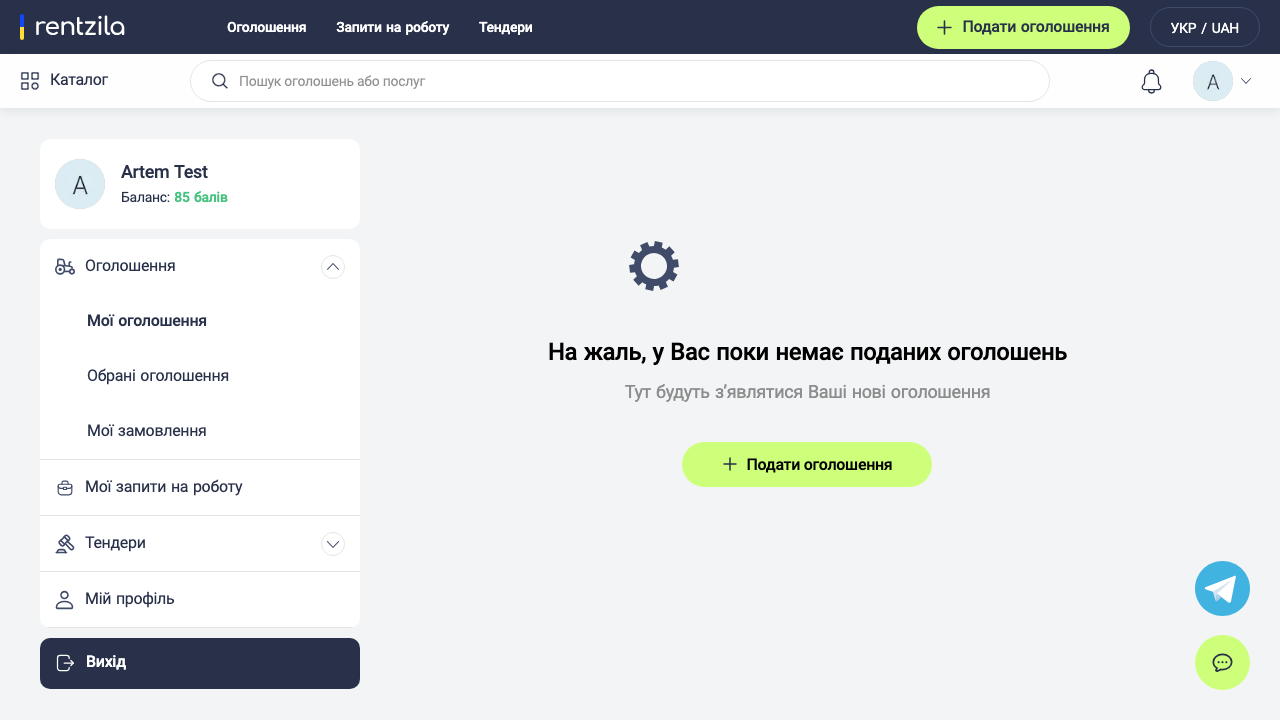 rentzila
Оголошення
Запити на роботу
Тендери
Подати оголошення
УКР / UAH
Каталог
Пошук оголошень або послуг
A
A
Artem Test
Баланс: 85 балів
Оголошення
Мої оголошення
Обрані оголошення
Мої замовлення
Мої запити на роботу
Тендери
Мій профіль
Вихід
На жаль, у Вас поки немає поданих оголошень
Тут будуть з’являтися Ваші нові оголошення
Подати оголошення